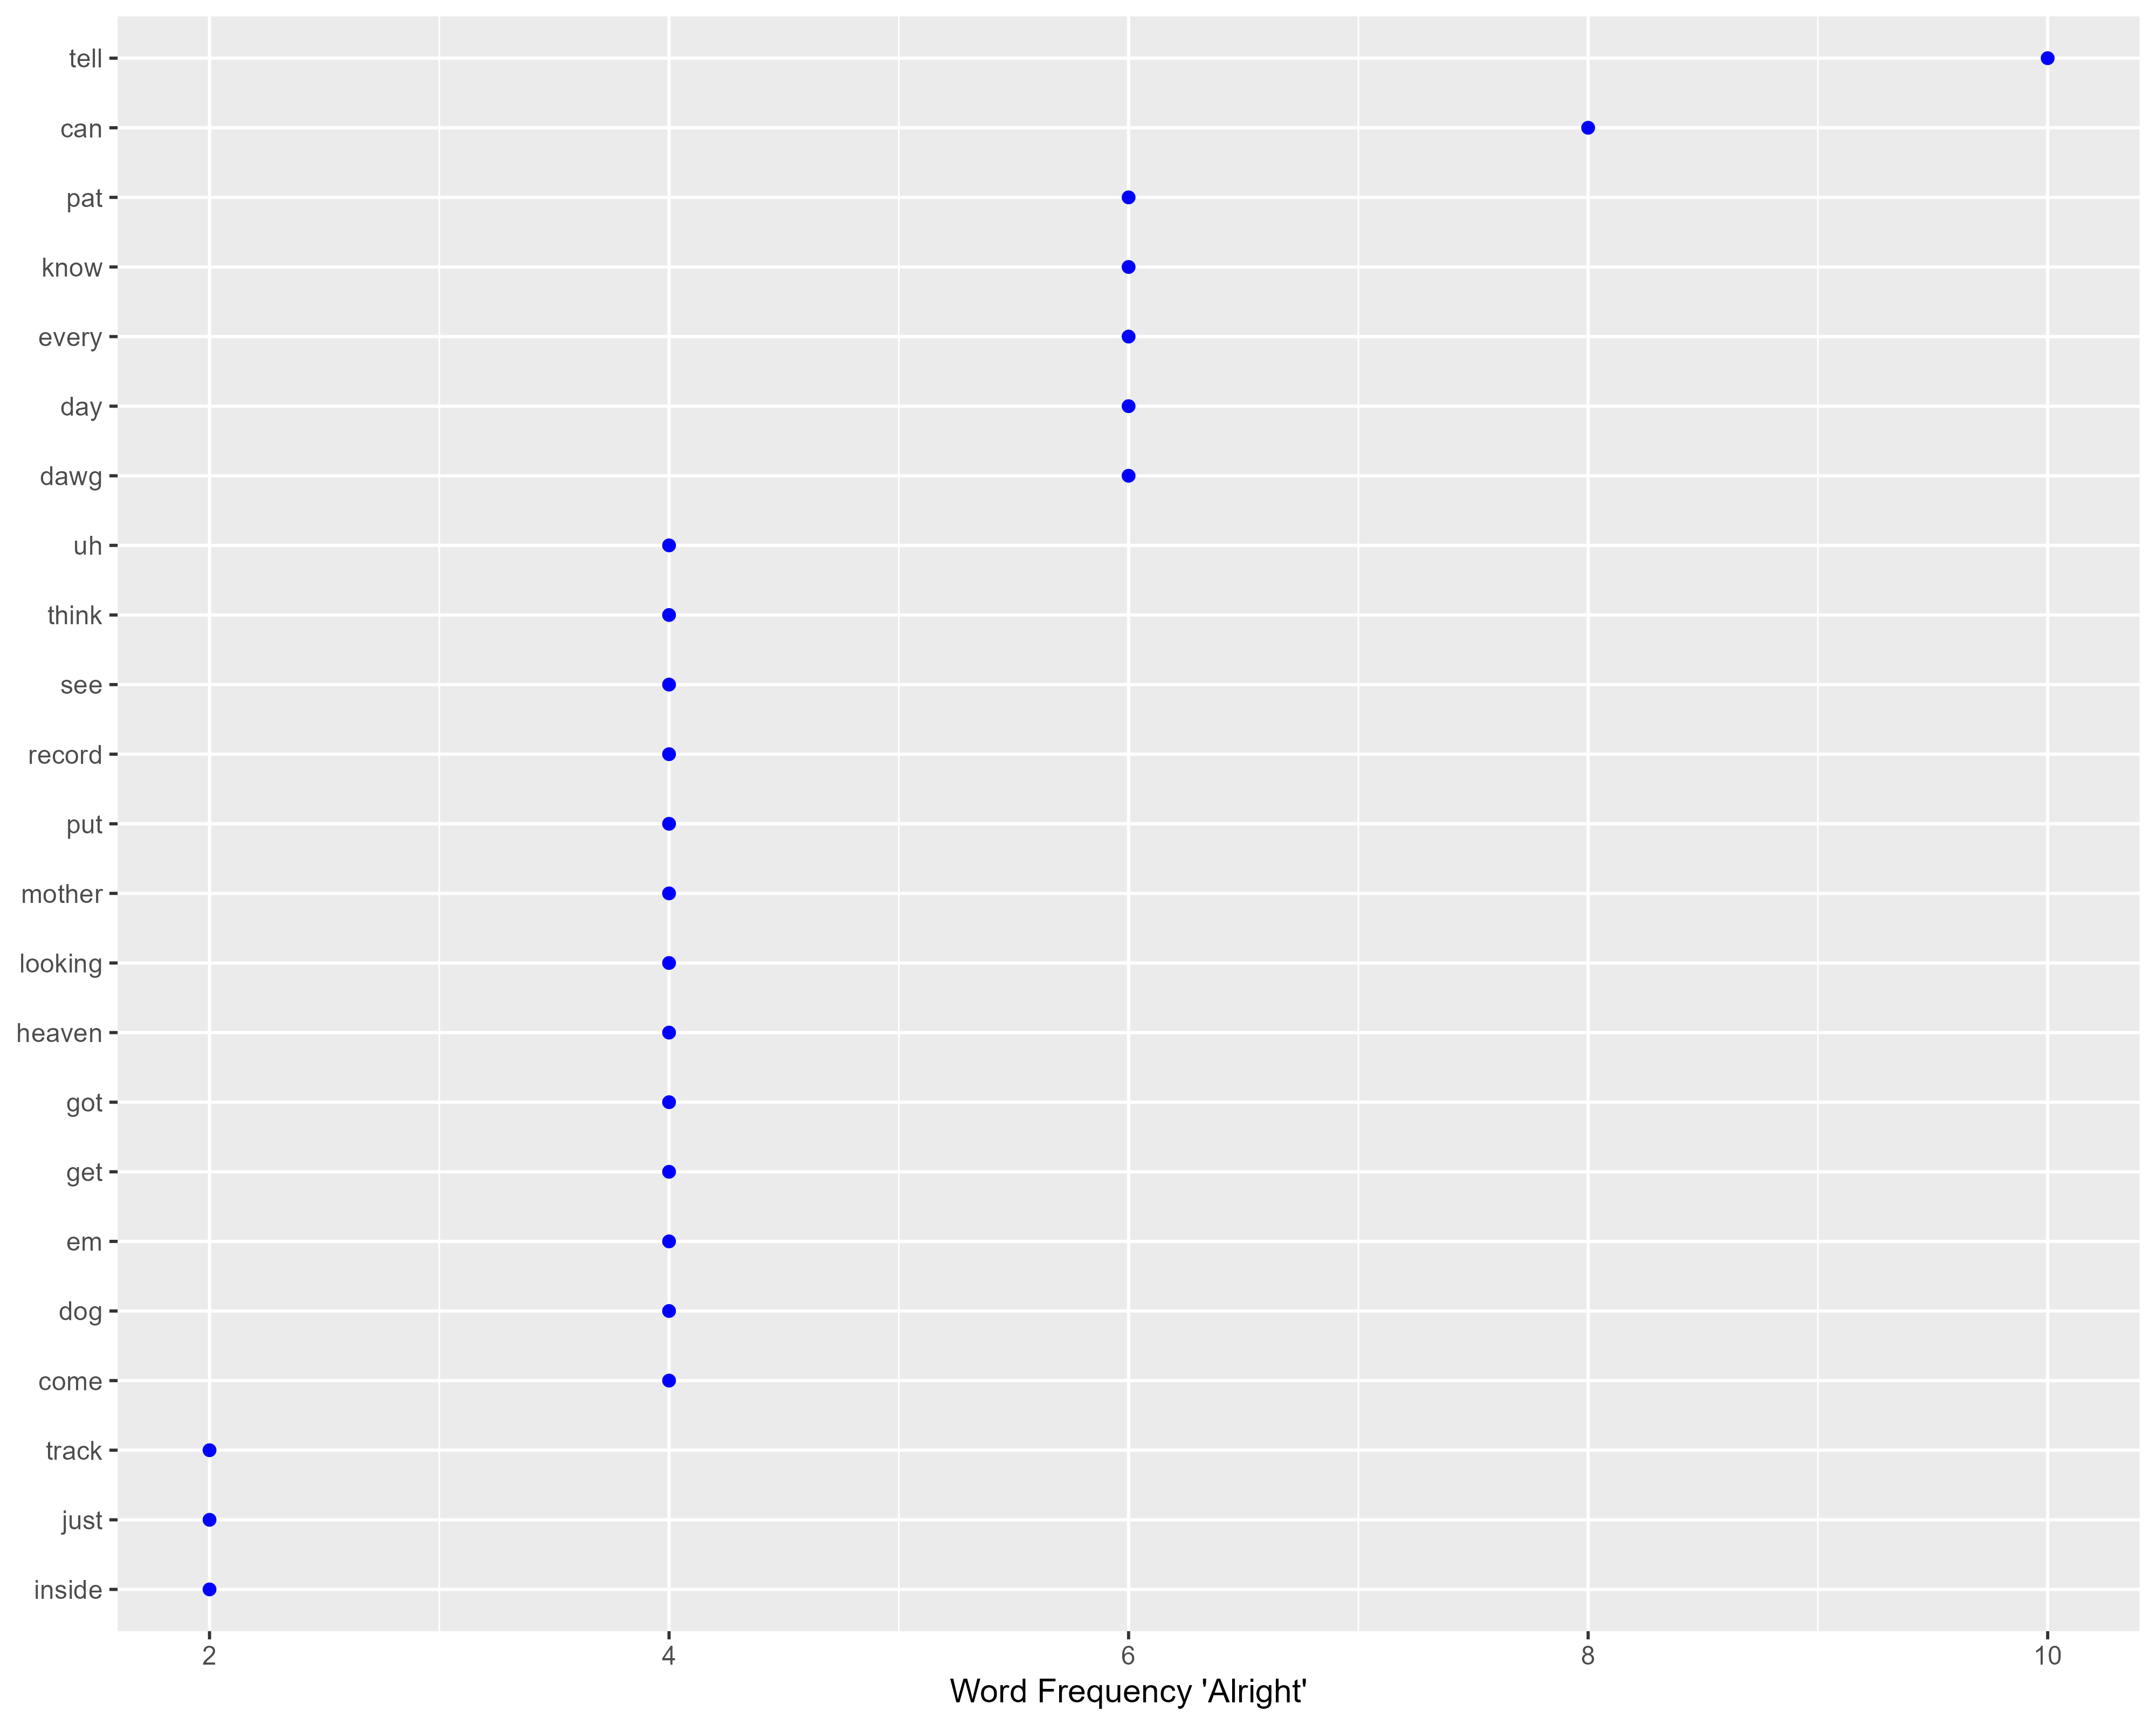 tell
can
pat
know
every
day
dawg
uh
think
see
record
put
mother
looking
heaven
got
get
em
dog
come
track
just
inside
2 4 6 8 10
Word Frequency 'Alright'